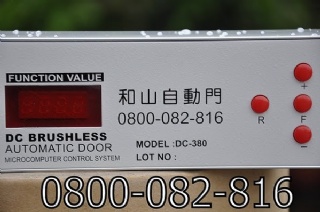 FUNCTION VALUE
和山自動門
0800-082-816
+
R
F
−
DC BRUSHLESS
AUTOMATIC DOOR
MICROCOMPUTER CONTROL SYSTEM
MODEL :DC-380
LOT NO :
0800-082-816